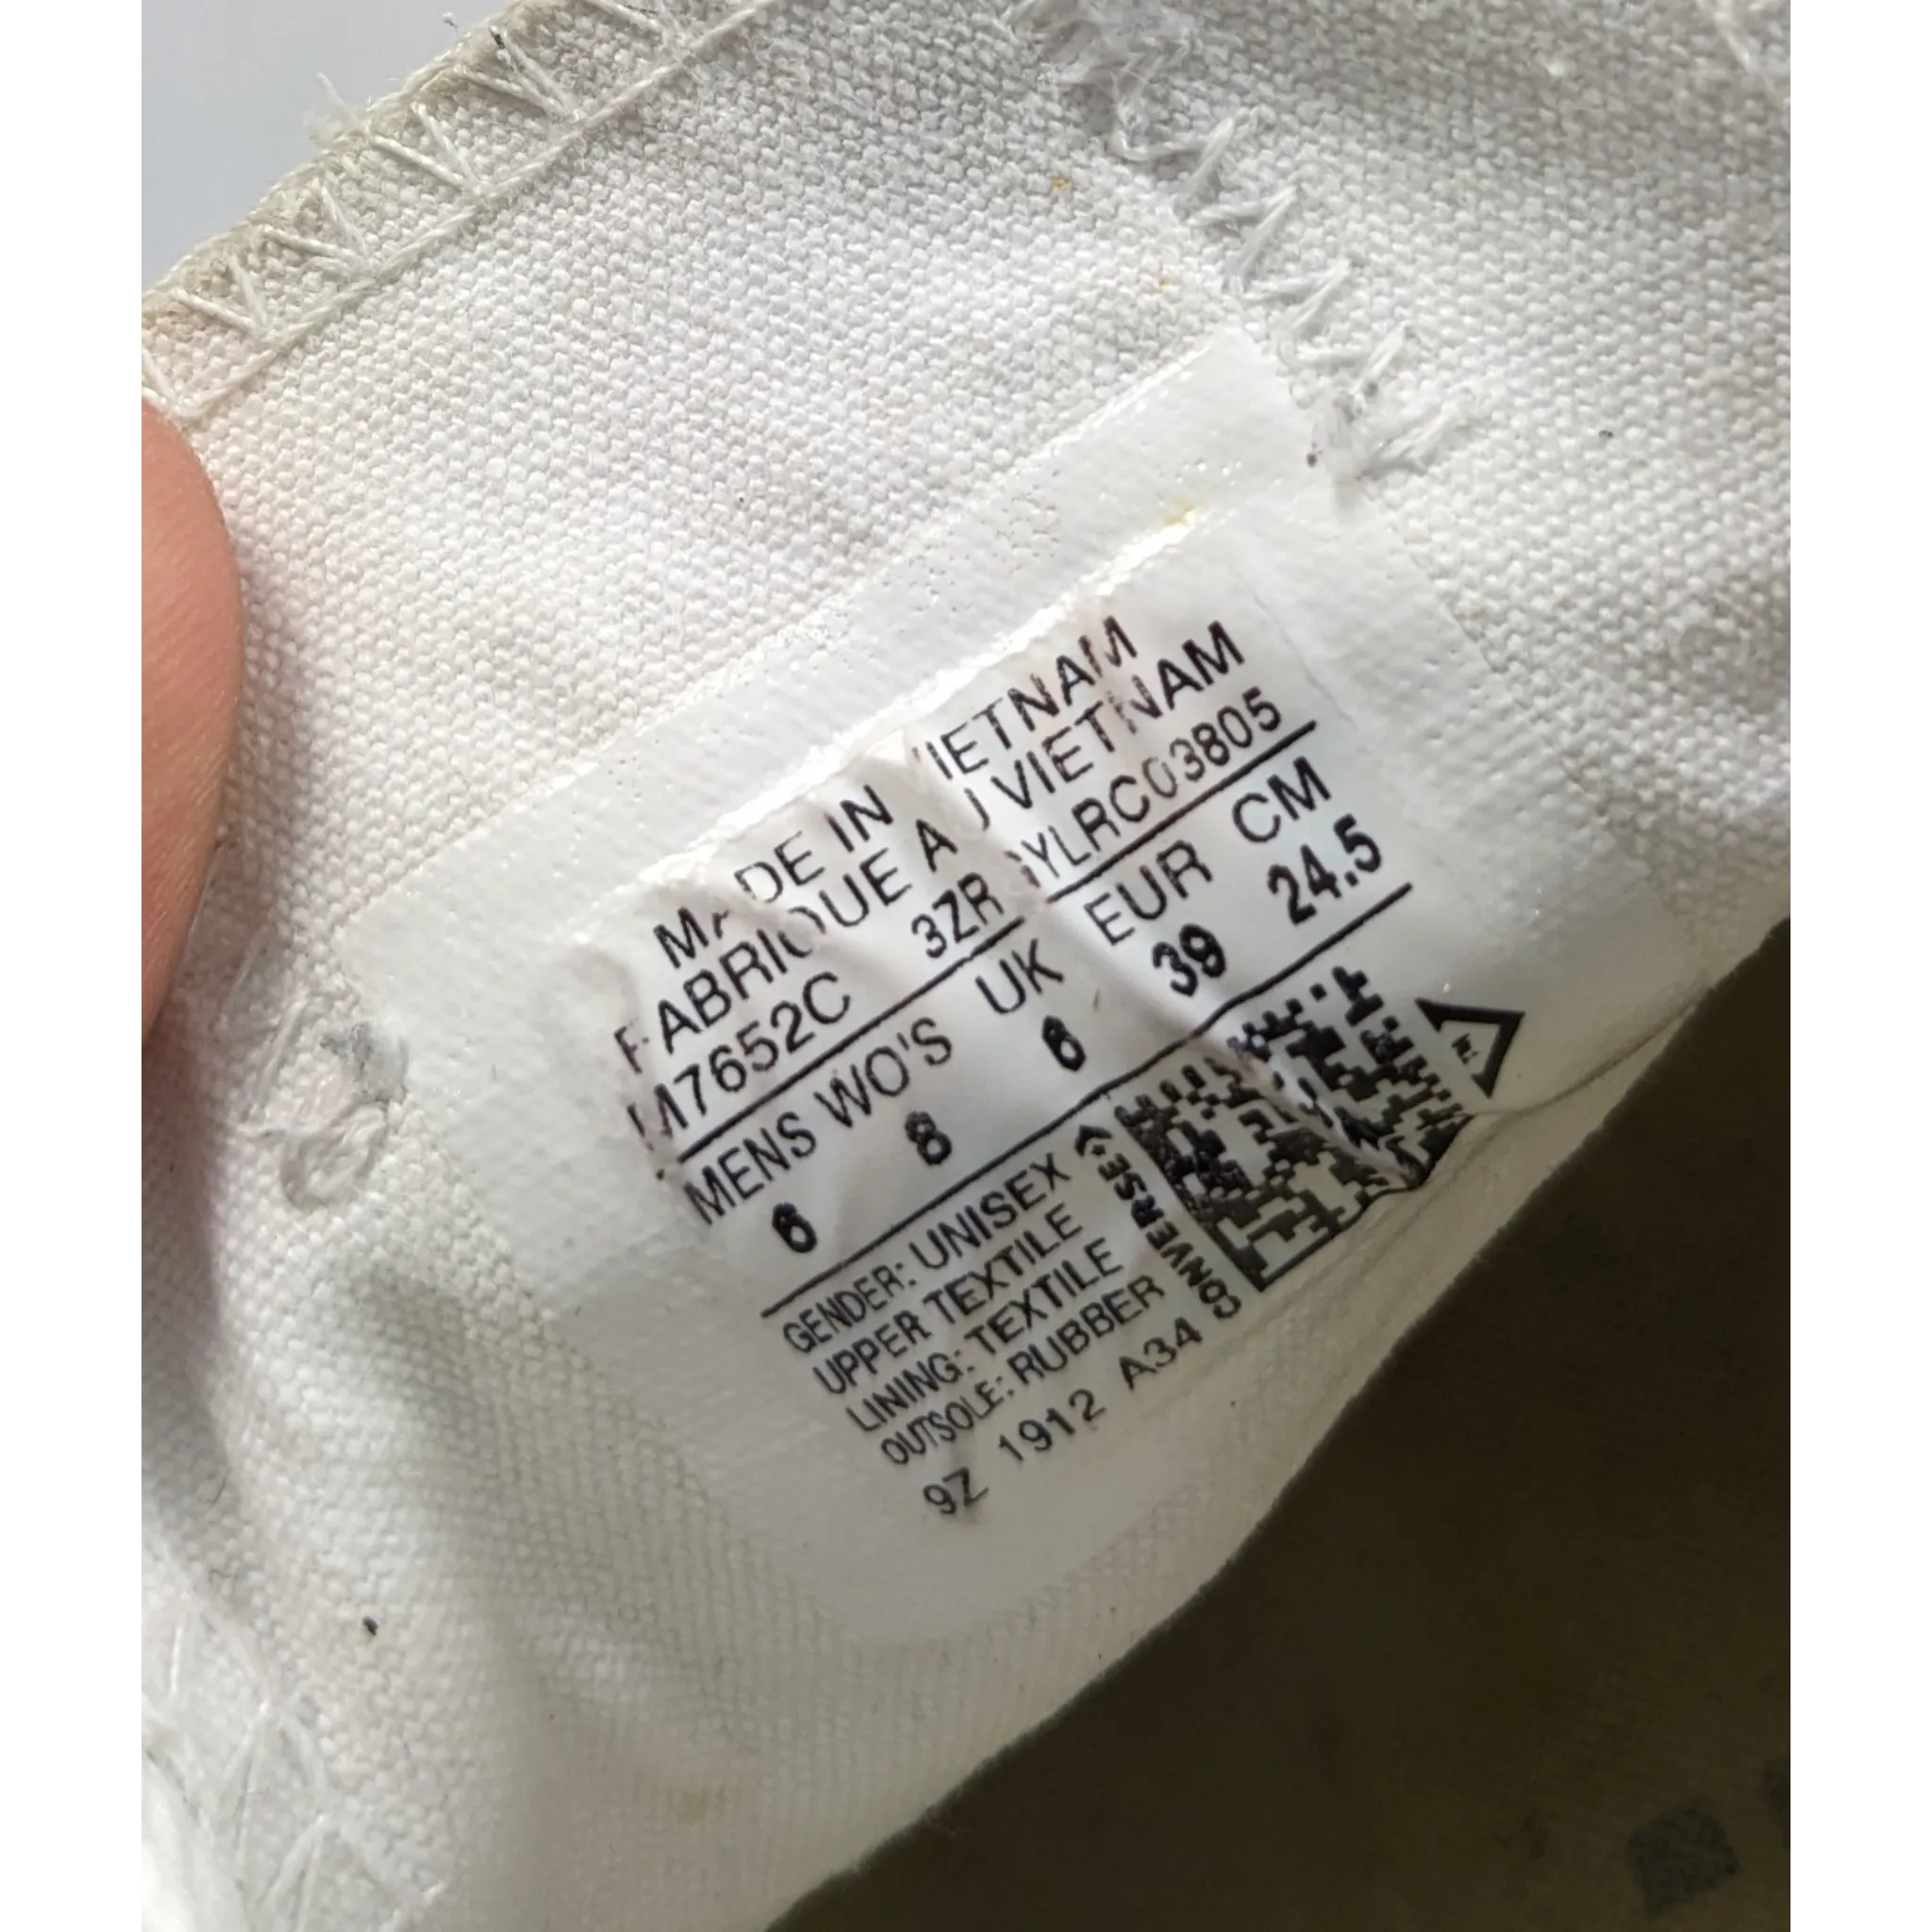 MADE IN VIETNAM
FABRIQUE AU VIETNAM
M7652C 3ZR YLRC03805
MENS WO'S UK EUR CM
6 8 6 39 24.5
GENDER: UNISEX
UPPER TEXTILE
LINING: TEXTILE
OUTSOLE: RUBBER
9Z 1912 A34
CONVERSE